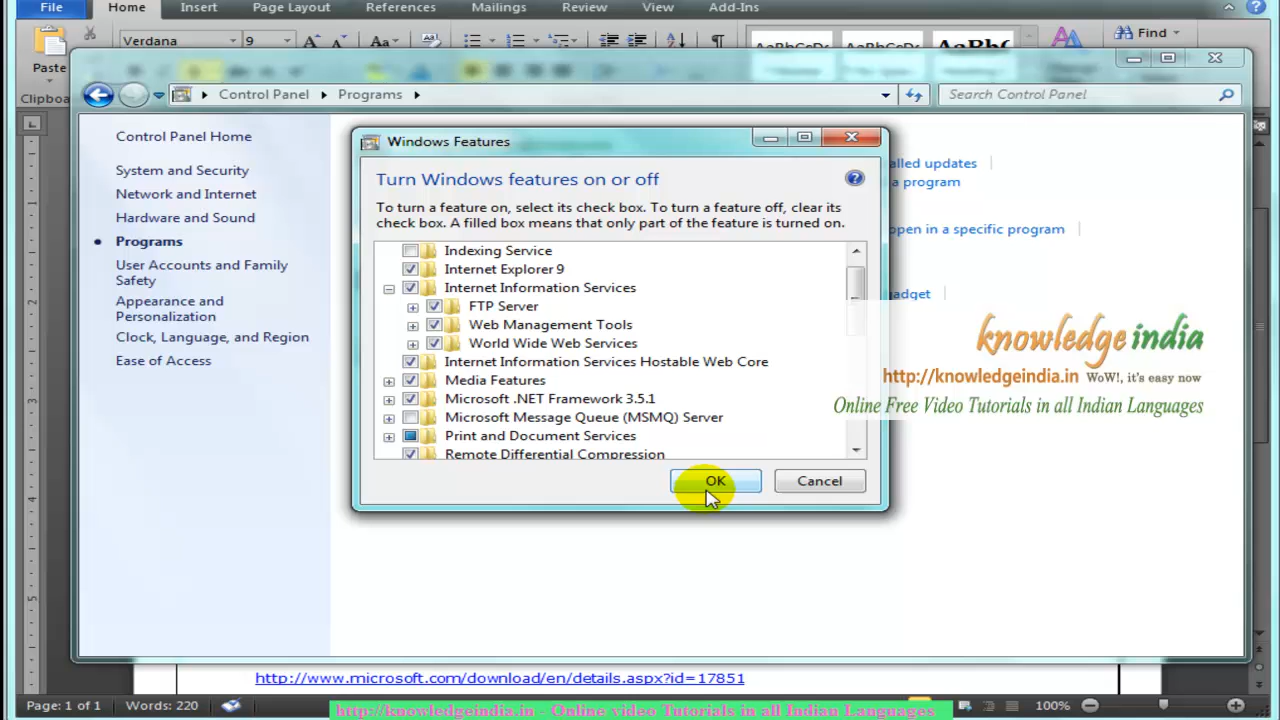 File Home Insert Page Layout References Mailings Review View Add-Ins
Verdana 9 Aa Find
Paste
Clipboa
Control Panel Programs Search Control Panel
Control Panel Home
System and Security
Network and Internet
Hardware and Sound
Programs
User Accounts and Family
Safety
Appearance and
Personalization
Clock, Language, and Region
Ease of Access
Windows Features
Turn Windows features on or off
To turn a feature on, select its check box. To turn a feature off, clear its
check box. A filled box means that only part of the feature is turned on.
Indexing Service
Internet Explorer 9
Internet Information Services
FTP Server
Web Management Tools
World Wide Web Services
Internet Information Services Hostable Web Core
Media Features
Microsoft .NET Framework 3.5.1
Microsoft Message Queue (MSMQ) Server
Print and Document Services
Remote Differential Compression
OK Cancel
alled updates
a program
open in a specific program
adget
knowledge india
http://knowledgeindia.in WoW!, it's easy now
Online Free Video Tutorials in all Indian Languages
http://www.microsoft.com/download/en/details.aspx?id=17851
Page: 1 of 1 Words: 220 100%
http://knowledgeindia.in - Online video Tutorials in all Indian Languages